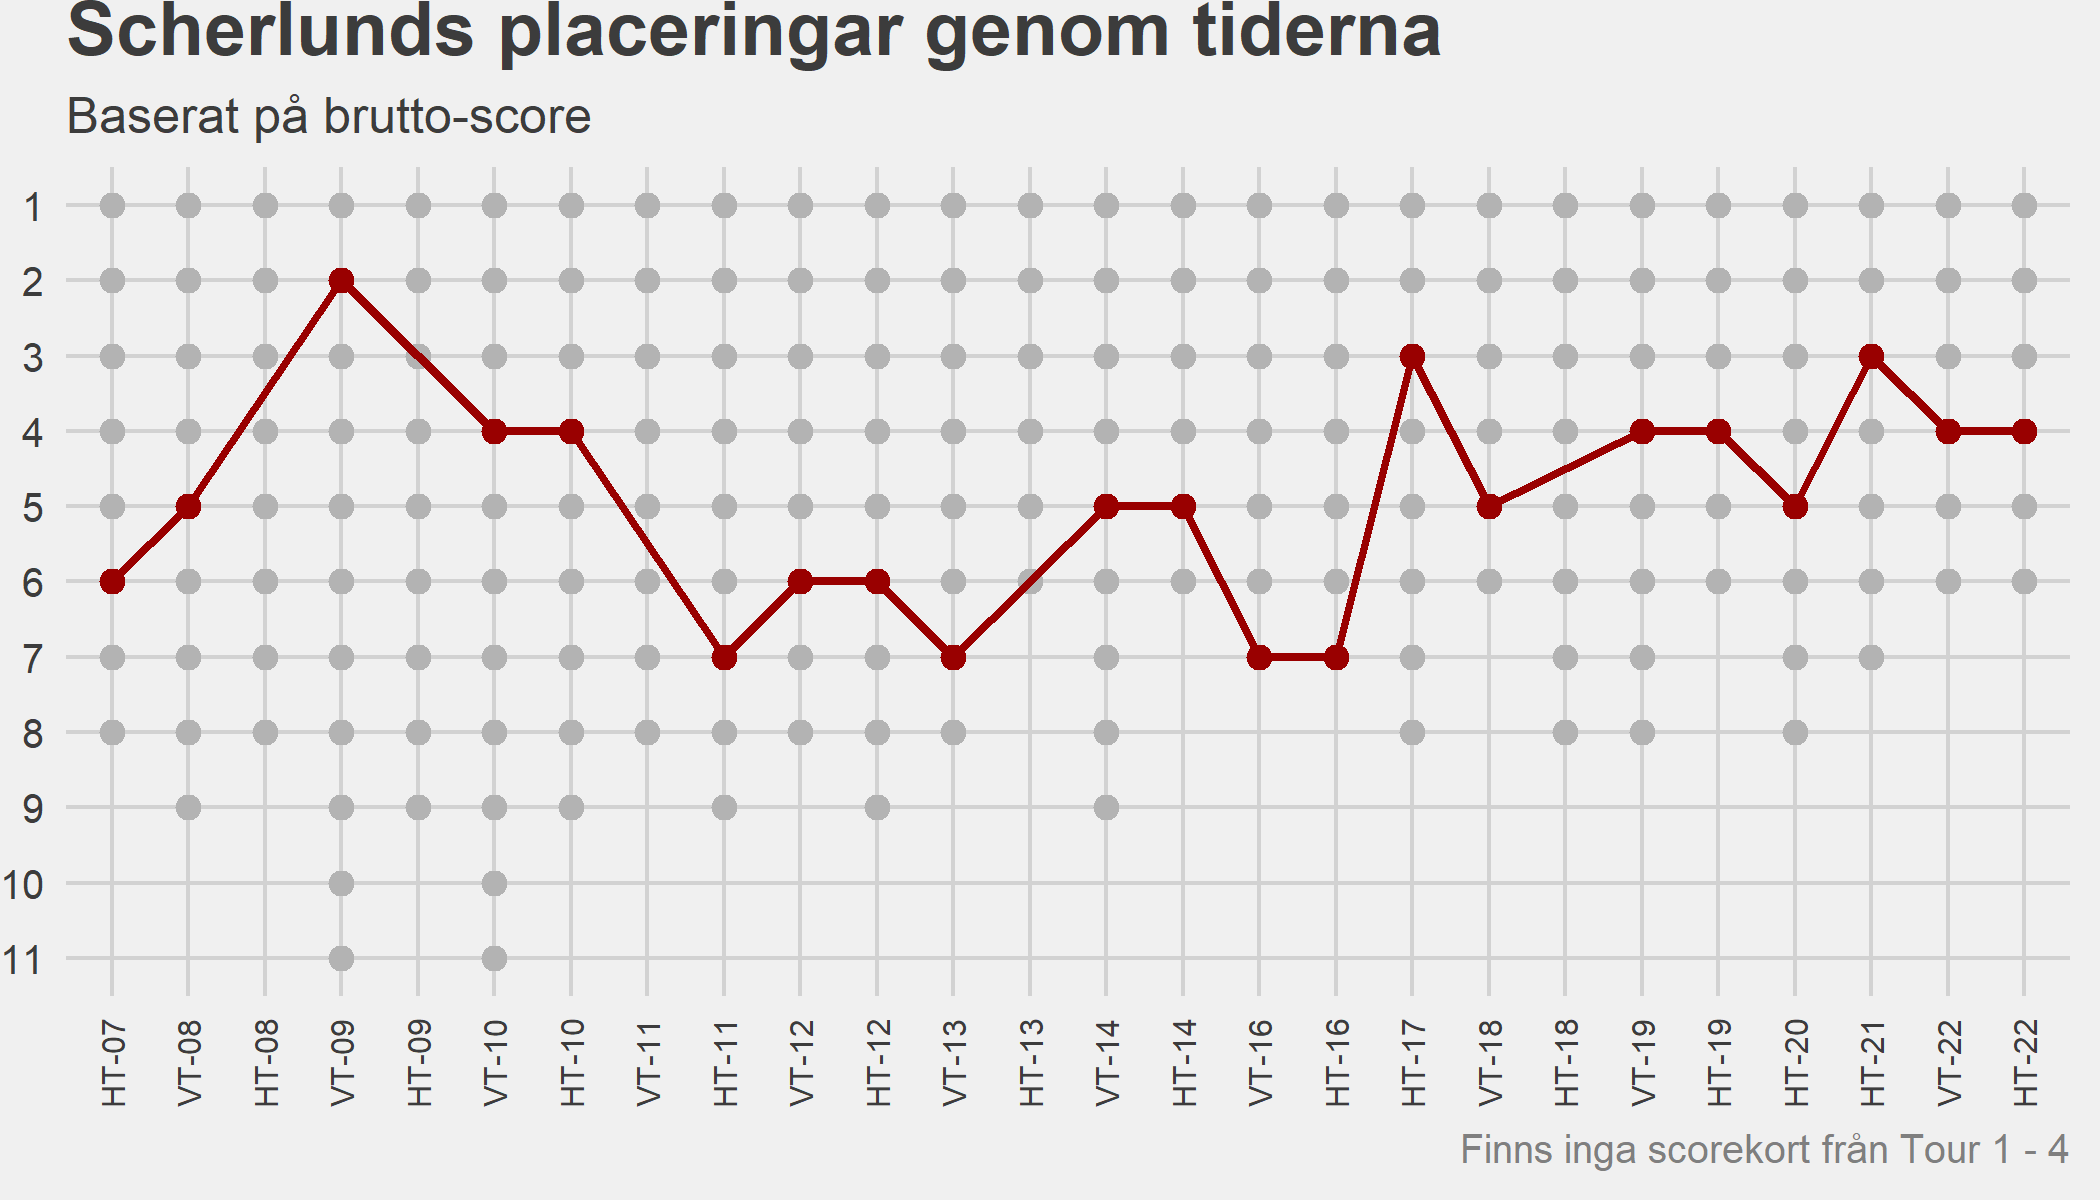 Scherlunds placeringar genom tiderna
Baserat på brutto-score
1
2
3
4
5
6
7
8
9
10
11
HT-07
VT-08
HT-08
VT-09
HT-09
VT-10
HT-10
VT-11
HT-11
VT-12
HT-12
VT-13
HT-13
VT-14
HT-14
VT-16
HT-16
HT-17
VT-18
HT-18
VT-19
HT-19
HT-20
HT-21
VT-22
HT-22
Finns inga scorekort från Tour 1 - 4